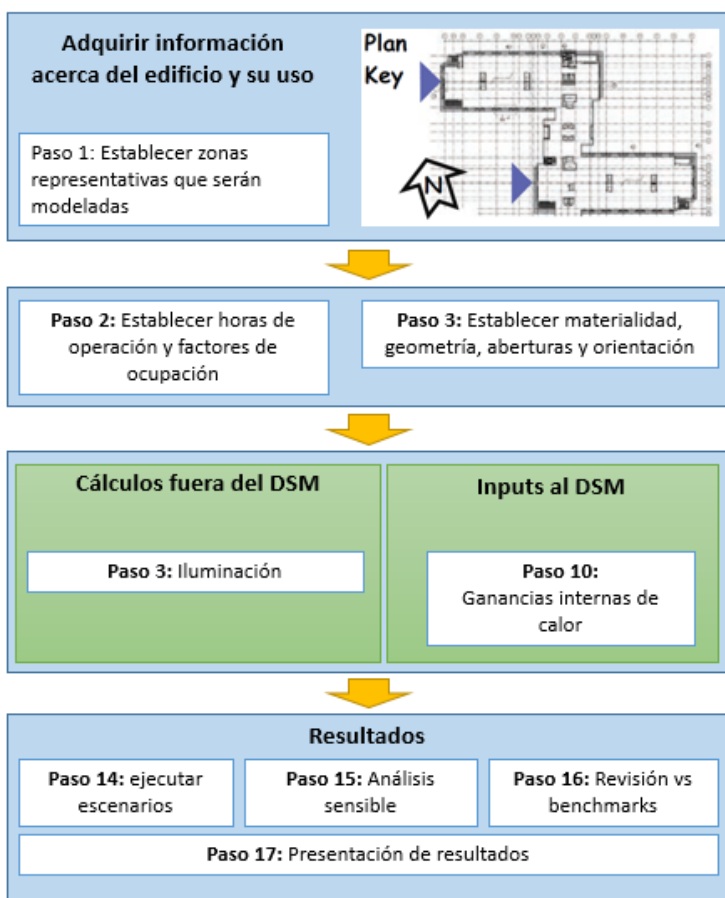 Adquirir información
acerca del edificio y su uso
Paso 1: Establecer zonas
representativas que serán
modeladas
Plan
Key
N
Paso 2: Establecer horas de
operación y factores de
ocupación
Paso 3: Establecer materialidad,
geometría, aberturas y orientación
Cálculos fuera del DSM
Paso 3: Iluminación
Inputs al DSM
Paso 10:
Ganancias internas de
calor
Resultados
Paso 14: ejecutar
escenarios
Paso 15: Análisis
sensible
Paso 16: Revisión vs
benchmarks
Paso 17: Presentación de resultados